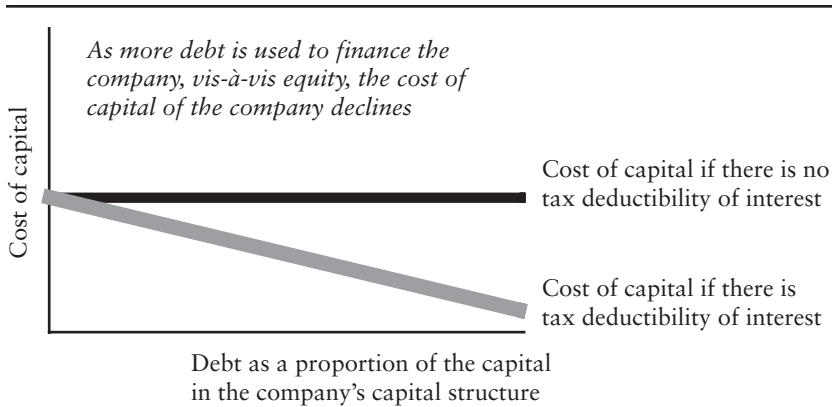 As more debt is used to finance the
company, vis-à-vis equity, the cost of
capital of the company declines
Cost of capital
Cost of capital if there is no
tax deductibility of interest
Cost of capital if there is
tax deductibility of interest
Debt as a proportion of the capital
in the company’s capital structure